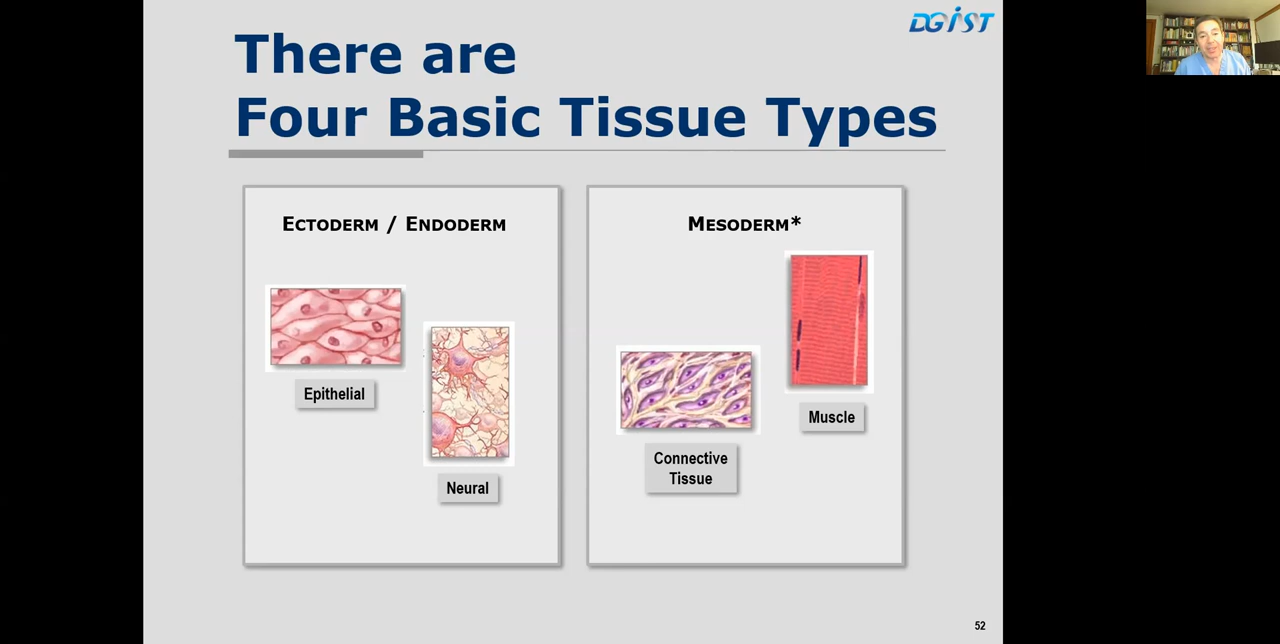 DGIST
There are
Four Basic Tissue Types
ECTODERM / ENDODERM
Epithelial
Neural
MESODERM*
Muscle
Connective
Tissue
52